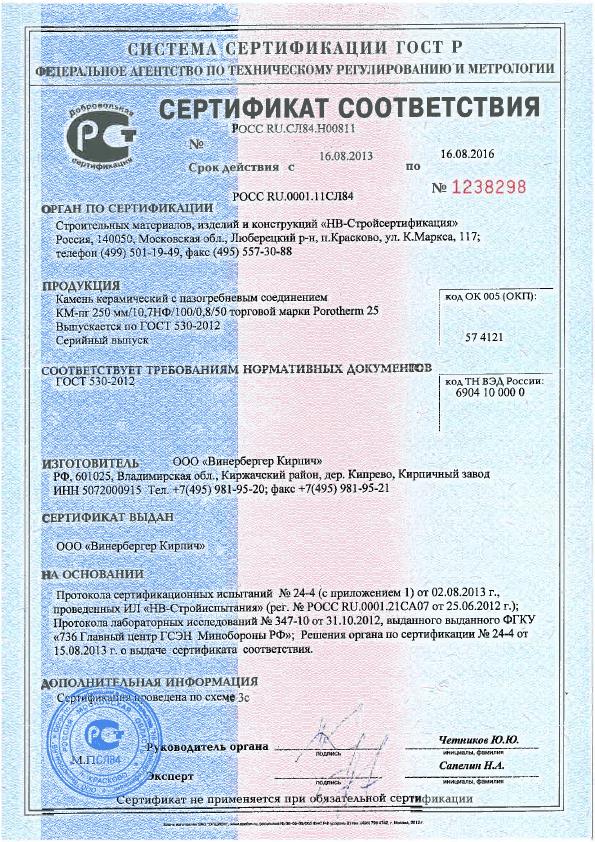 СИСТЕМА СЕРТИФИКАЦИИ ГОСТ Р
ФЕДЕРАЛЬНОЕ АГЕНТСТВО ПО ТЕХНИЧЕСКОМУ РЕГУЛИРОВАНИЮ И МЕТРОЛОГИИ
Добровольная
РСТ
сертификация
СЕРТИФИКАТ СООТВЕТСТВИЯ
РОСС RU.СЛ84.Н00811
№
Срок действия с 16.08.2013 по 16.08.2016
№ 1238298
РОСС RU.0001.11СЛ84
ОРГАН ПО СЕРТИФИКАЦИИ
Строительных материалов, изделий и конструкций «НВ-Стройсертификация»
Россия, 140050, Московская обл., Люберецкий р-н, п.Красково, ул. К.Маркса, 117;
телефон (499) 501-19-49, факс (495) 557-30-88
ПРОДУКЦИЯ
Камень керамический с пазогребневым соединением
КМ-пг 250 мм/10,7НФ/100/0,8/50 торговой марки Porotherm 25
Выпускается по ГОСТ 530-2012
Серийный выпуск
код ОК 005 (ОКП):
57 4121
СООТВЕТСТВУЕТ ТРЕБОВАНИЯМ НОРМАТИВНЫХ ДОКУМЕНТОВ
ГОСТ 530-2012
код ТН ВЭД России:
6904 10 000 0
ИЗГОТОВИТЕЛЬ ООО «Винербергер Кирпич»
РФ, 601025, Владимирская обл., Киржачский район, дер. Кипрево, Кирпичный завод
ИНН 5072000915 Тел. +7(495) 981-95-20; факс +7(495) 981-95-21
СЕРТИФИКАТ ВЫДАН
ООО «Винербергер Кирпич»
НА ОСНОВАНИИ
Протокола сертификационных испытаний № 24-4 (с приложением 1) от 02.08.2013 г.,
проведенных ИЛ «НВ-Стройиспытания» (рег. № РОСС RU.0001.21СА07 от 25.06.2012 г.);
Протокола лабораторных исследований № 347-10 от 31.10.2012, выданного выданного ФГКУ
«736 Главный центр ГСЭН Минобороны РФ»; Решения органа по сертификации № 24-4 от
15.08.2013 г. о выдаче сертификата соответствия.
ДОПОЛНИТЕЛЬНАЯ ИНФОРМАЦИЯ
Сертификация проведена по схеме 3с
М.П.
СЛ84
Руководитель органа
подпись
Четников Ю.Ю.
инициалы, фамилия
Эксперт
подпись
Сапелин Н.А.
инициалы, фамилия
Сертификат не применяется при обязательной сертификации